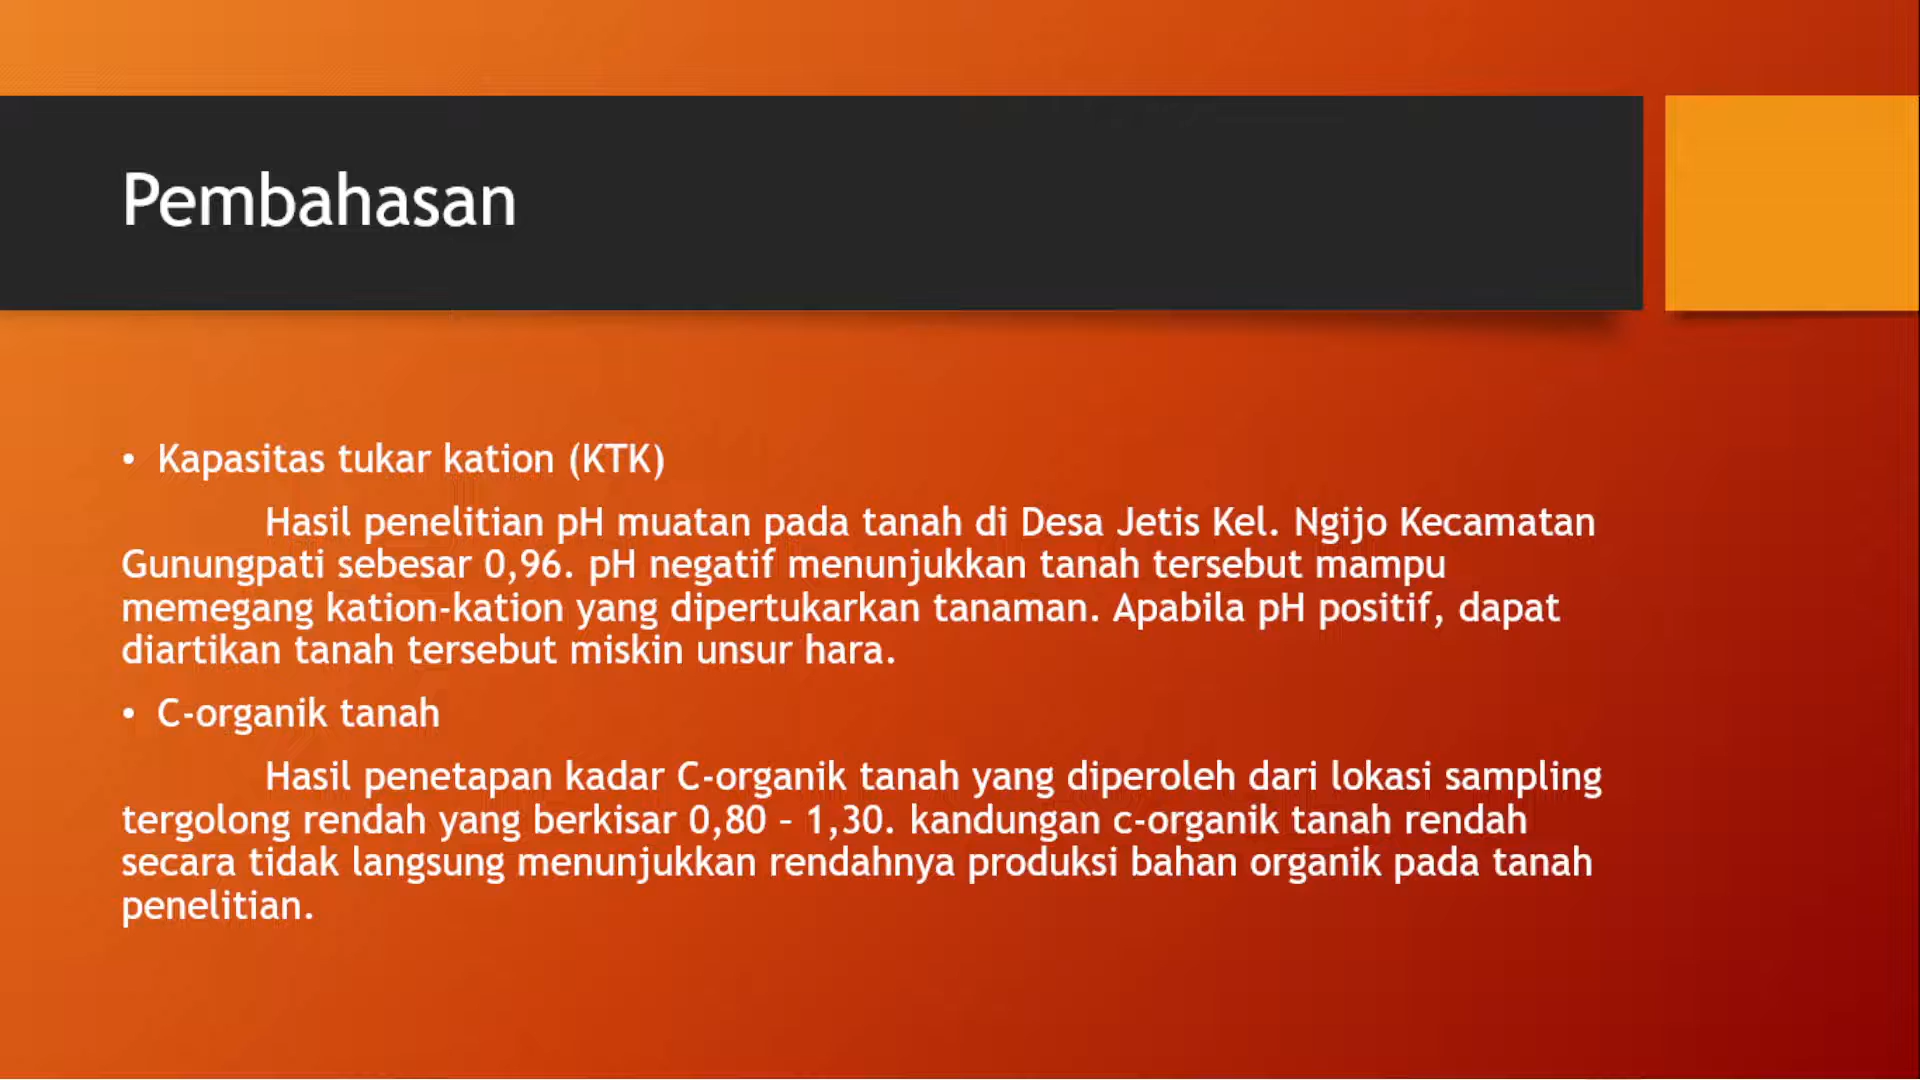 Pembahasan
• Kapasitas tukar kation (KTK)
Hasil penelitian pH muatan pada tanah di Desa Jetis Kel. Ngijo Kecamatan
Gunungpati sebesar 0,96. pH negatif menunjukkan tanah tersebut mampu
memegang kation-kation yang dipertukarkan tanaman. Apabila pH positif, dapat
diartikan tanah tersebut miskin unsur hara.
• C-organik tanah
Hasil penetapan kadar C-organik tanah yang diperoleh dari lokasi sampling
tergolong rendah yang berkisar 0,80 – 1,30. kandungan c-organik tanah rendah
secara tidak langsung menunjukkan rendahnya produksi bahan organik pada tanah
penelitian.